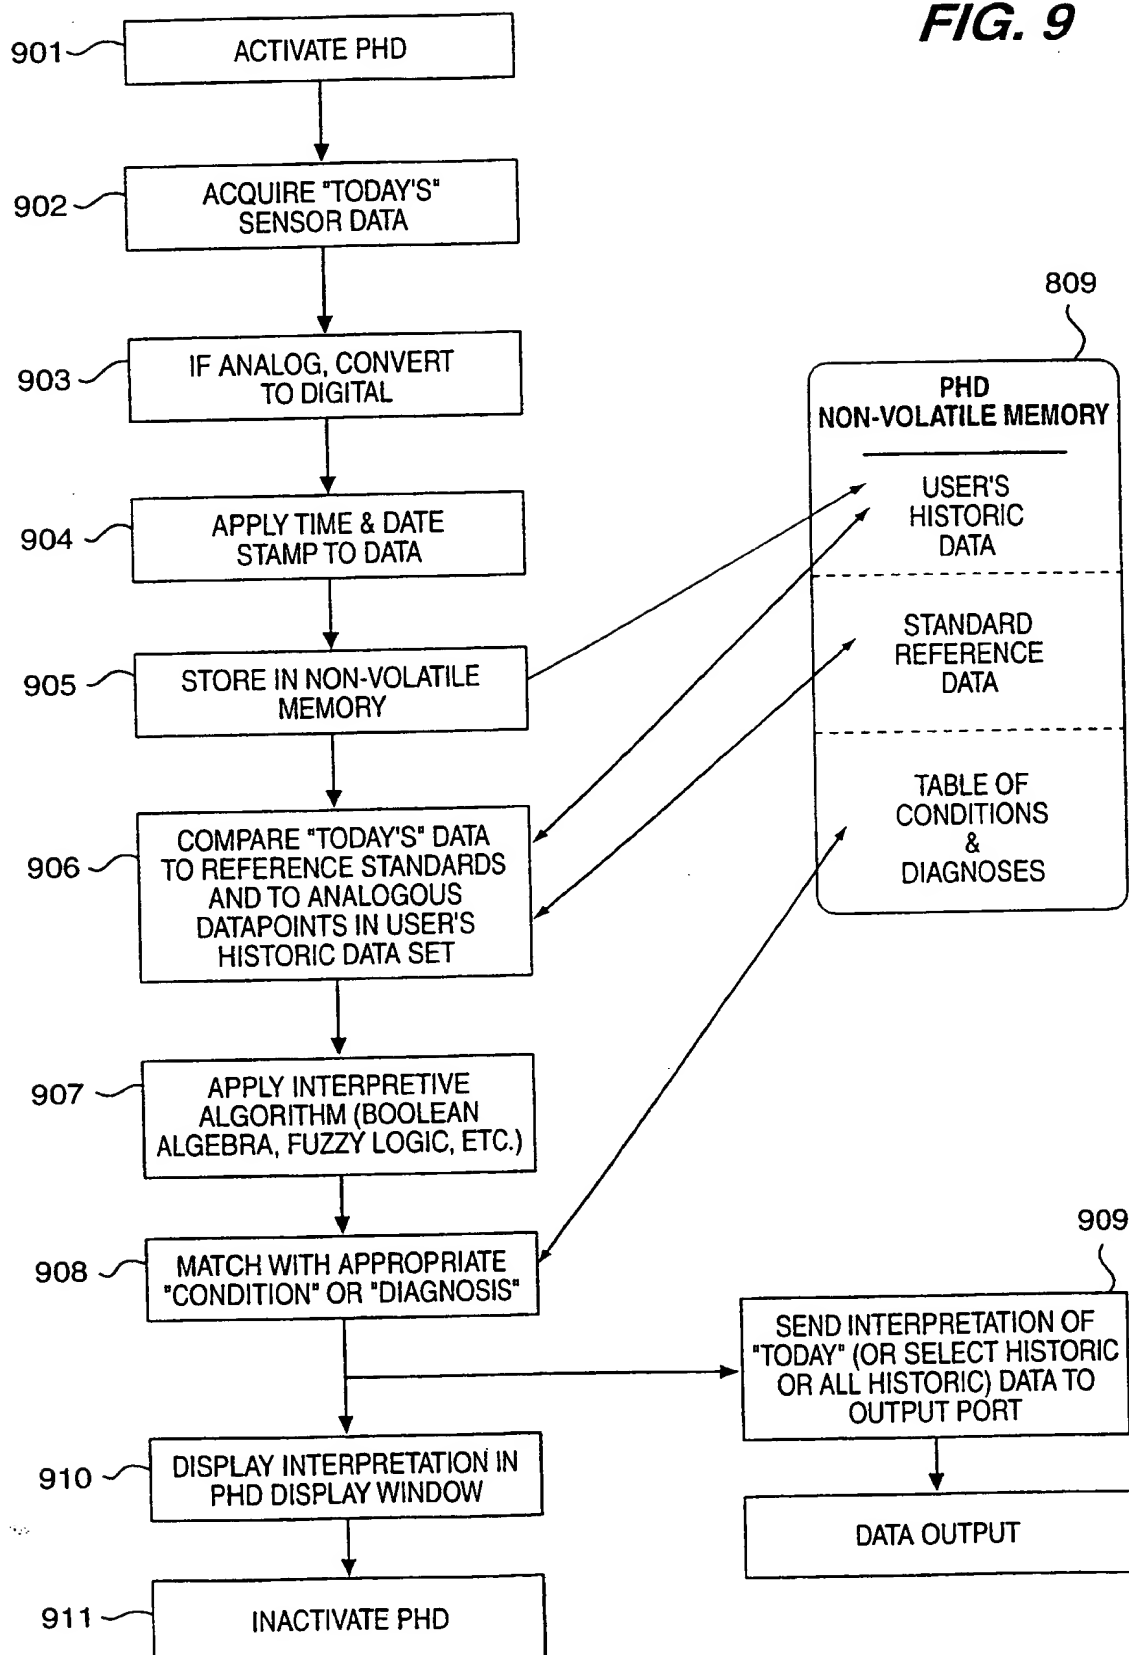 FIG. 9
901
ACTIVATE PHD
902
ACQUIRE "TODAY'S"
SENSOR DATA
903
IF ANALOG, CONVERT
TO DIGITAL
904
APPLY TIME & DATE
STAMP TO DATA
905
STORE IN NON-VOLATILE
MEMORY
906
COMPARE "TODAY'S" DATA
TO REFERENCE STANDARDS
AND TO ANALOGOUS
DATAPOINTS IN USER'S
HISTORIC DATA SET
907
APPLY INTERPRETIVE
ALGORITHM (BOOLEAN
ALGEBRA, FUZZY LOGIC, ETC.)
908
MATCH WITH APPROPRIATE
"CONDITION" OR "DIAGNOSIS"
910
DISPLAY INTERPRETATION IN
PHD DISPLAY WINDOW
911
INACTIVATE PHD
809
PHD
NON-VOLATILE MEMORY
USER'S
HISTORIC
DATA
STANDARD
REFERENCE
DATA
TABLE OF
CONDITIONS
&
DIAGNOSES
909
SEND INTERPRETATION OF
"TODAY" (OR SELECT HISTORIC
OR ALL HISTORIC) DATA TO
OUTPUT PORT
DATA OUTPUT